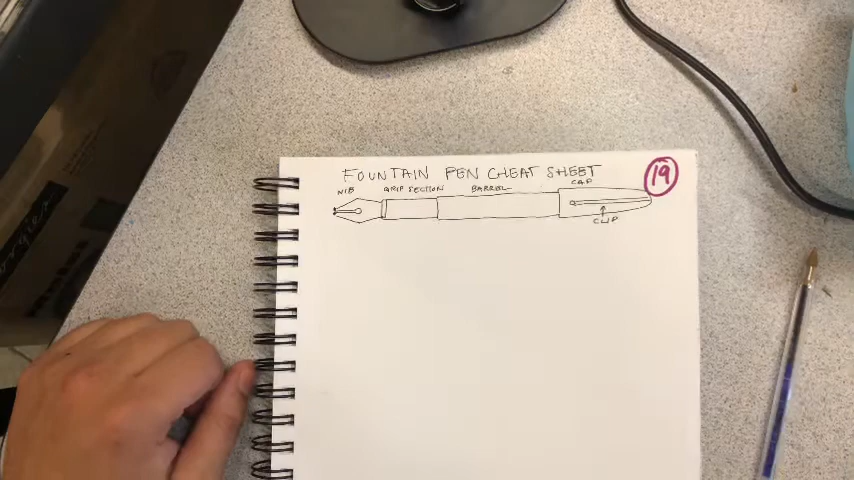 FOUNTAIN PEN CHEAT SHEET
19
NIB
GRIP SECTION
BARREL
CAP
CLIP